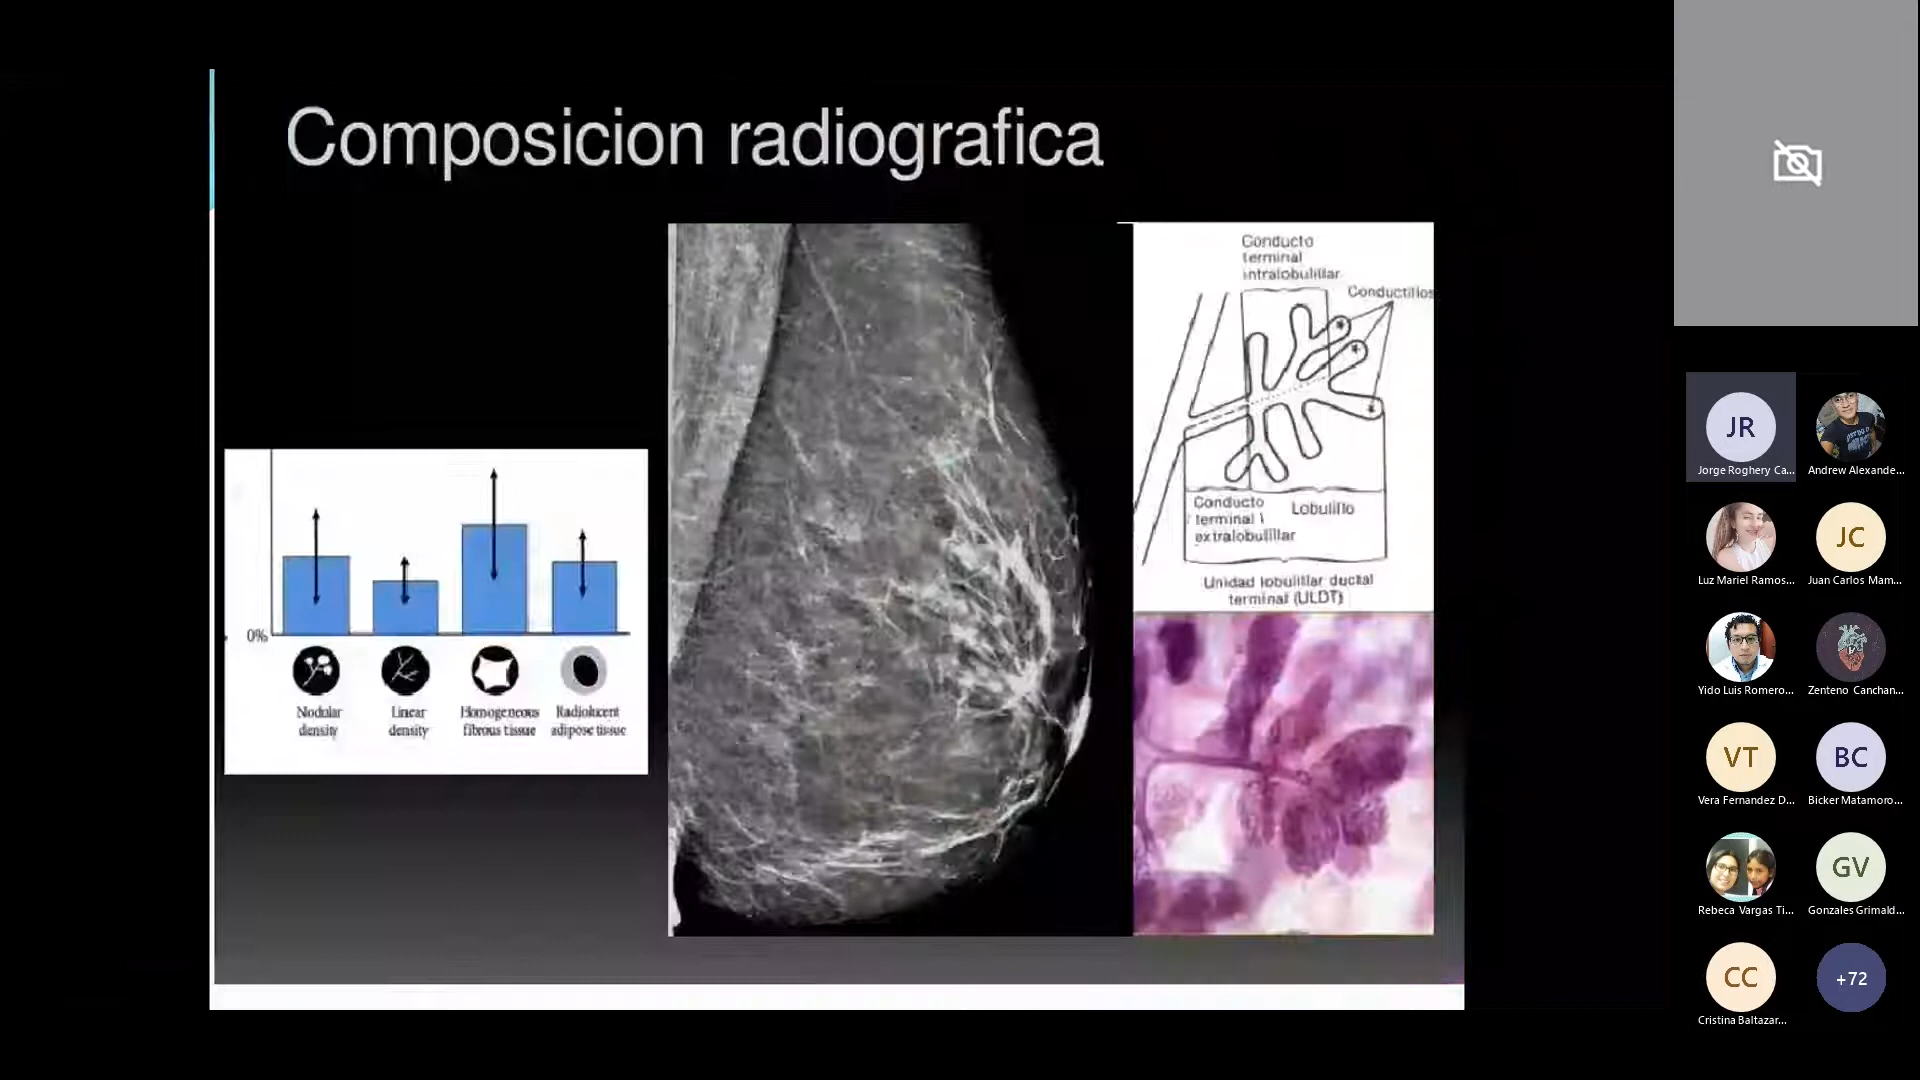 Composicion radiografica
0%
Nodular
density
Linear
density
Homogeneous
fibrous tissue
Radiolucent
adipose tissue
Conducto
terminal
intralobulillar
Conductillos
Conducto
terminal
extralobulillar
Lobulillo
Unidad lobulillar ductal
terminal (ULDT)
JR
Jorge Roghery Ca...
Andrew Alexande...
Luz Mariel Ramos...
JC
Juan Carlos Mam...
Yido Luis Romero...
Zenteno Canchan...
VT
Vera Fernandez D...
BC
Bicker Matamoro...
Rebeca Vargas Ti...
GV
Gonzales Grimald...
CC
Cristina Baltazar...
+72